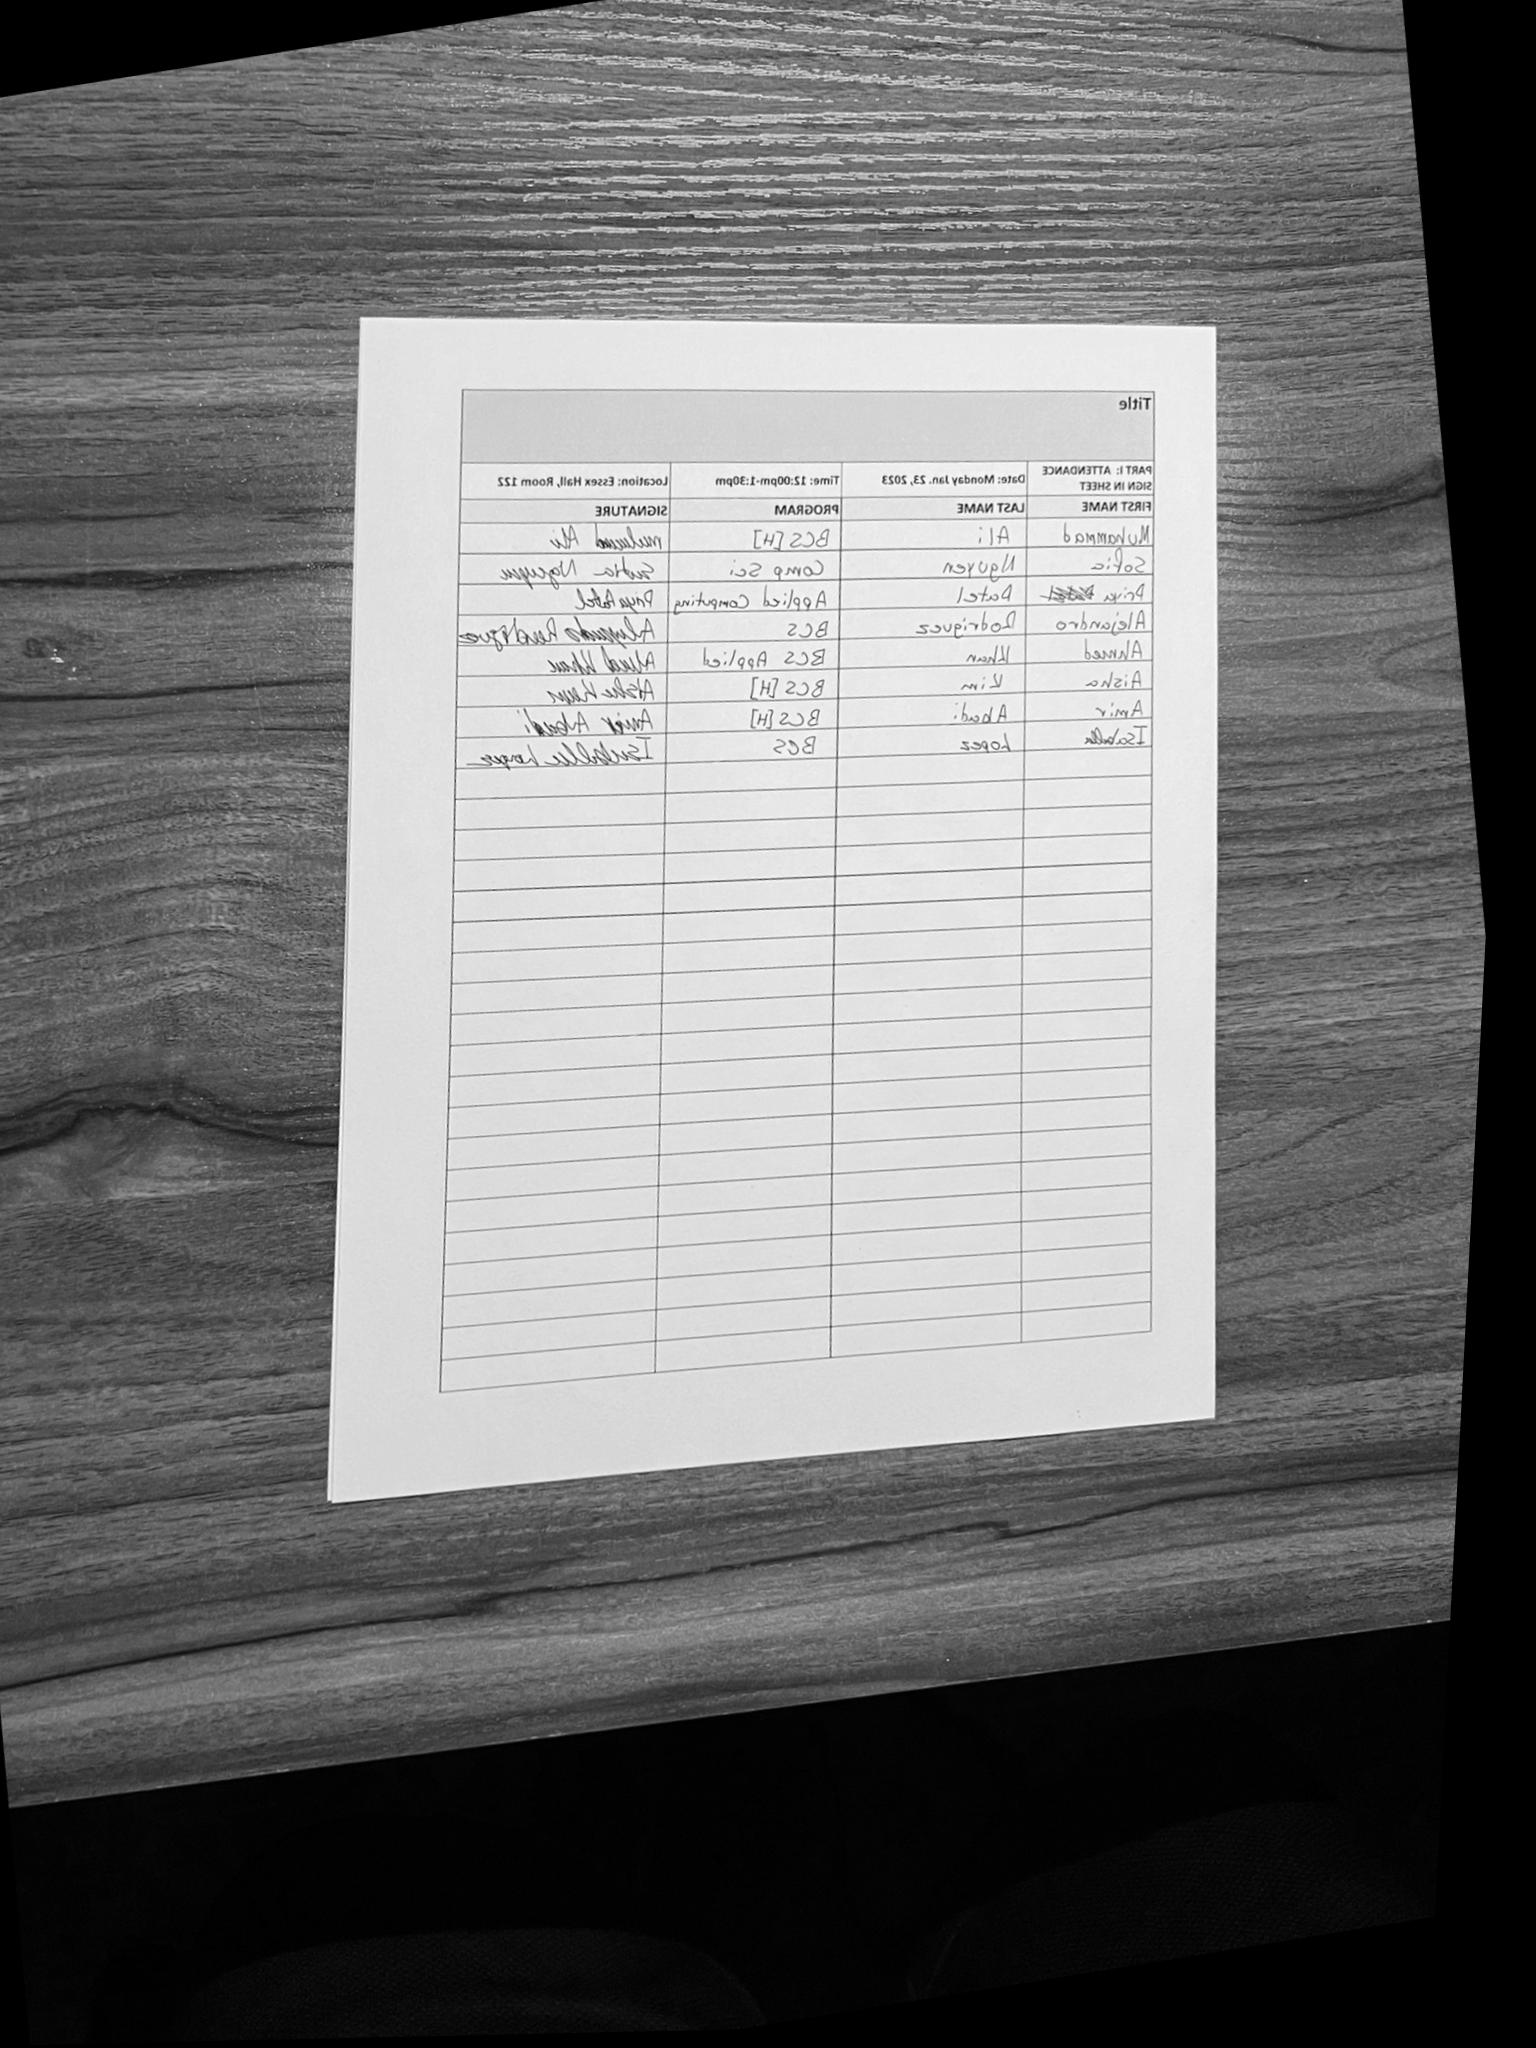 Title
PART I: ATTENDANCE SIGN IN SHEET Date: Monday Jan. 23, 2023 Time: 12:00pm-1:30pm Location: Essex Hall, Room 122
FIRST NAME LAST NAME PROGRAM SIGNATURE
Muhammad Ali BCS [H] Ali
Sofia Nguyen Comp Sci Nguyen
Priya Patel Applied Computing Priya Patel
Alejandro Rodriguez BCS Alejandro Rodriguez
Ahmed Khan BCS Applied Ahmed Khan
Aisha Kim BCS [H] Aisha Kim
Amir Abadi BCS [H] Amir Abadi
Isabella Lopez BCS Isabella Lopez